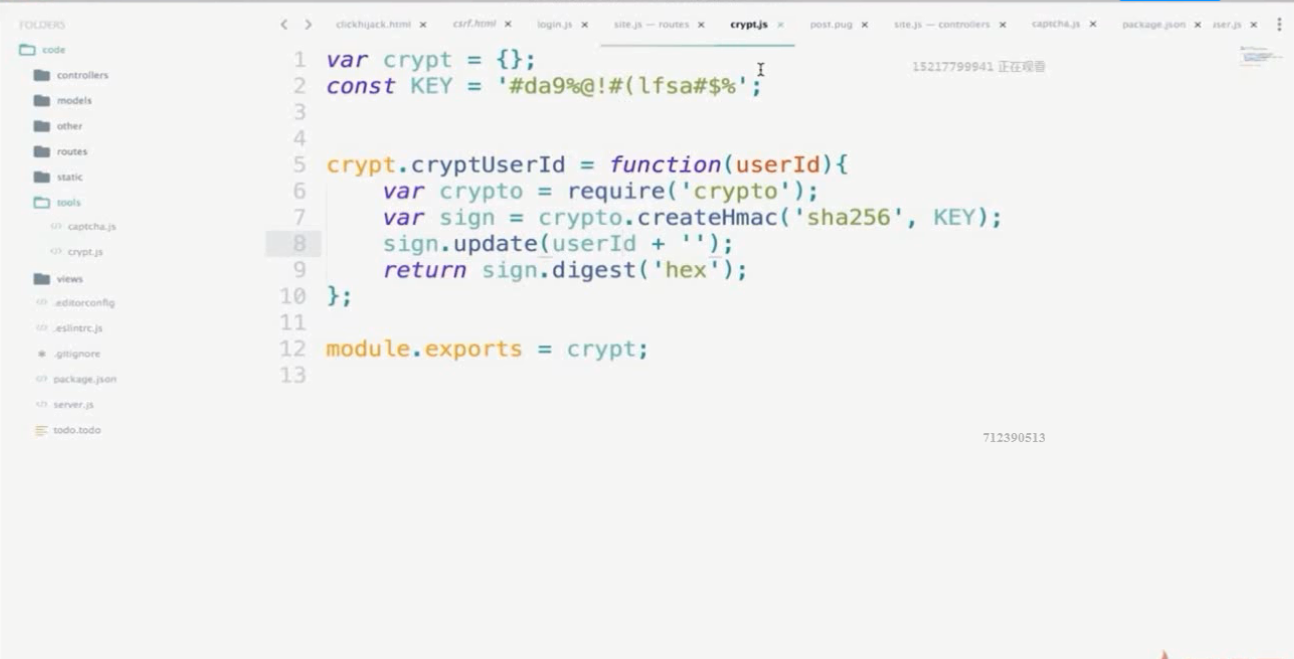 FOLDERS
code
controllers
models
other
routes
static
tools
captcha.js
crypt.js
views
.editorconfig
.eslintrc.js
.gitignore
package.json
server.js
todo.todo
clickhijack.html × csrf.html × login.js × site.js — routes × crypt.js × post.pug × site.js — controllers × captcha.js × package.json × user.js ×
15217799941 正在观看
1 var crypt = {};
2 const KEY = '#da9%@!#(lfsa#$%';
3
4
5 crypt.cryptUserId = function(userId){
6 var crypto = require('crypto');
7 var sign = crypto.createHmac('sha256', KEY);
8 sign.update(userId + '');
9 return sign.digest('hex');
10 };
11
12 module.exports = crypt;
13
712390513